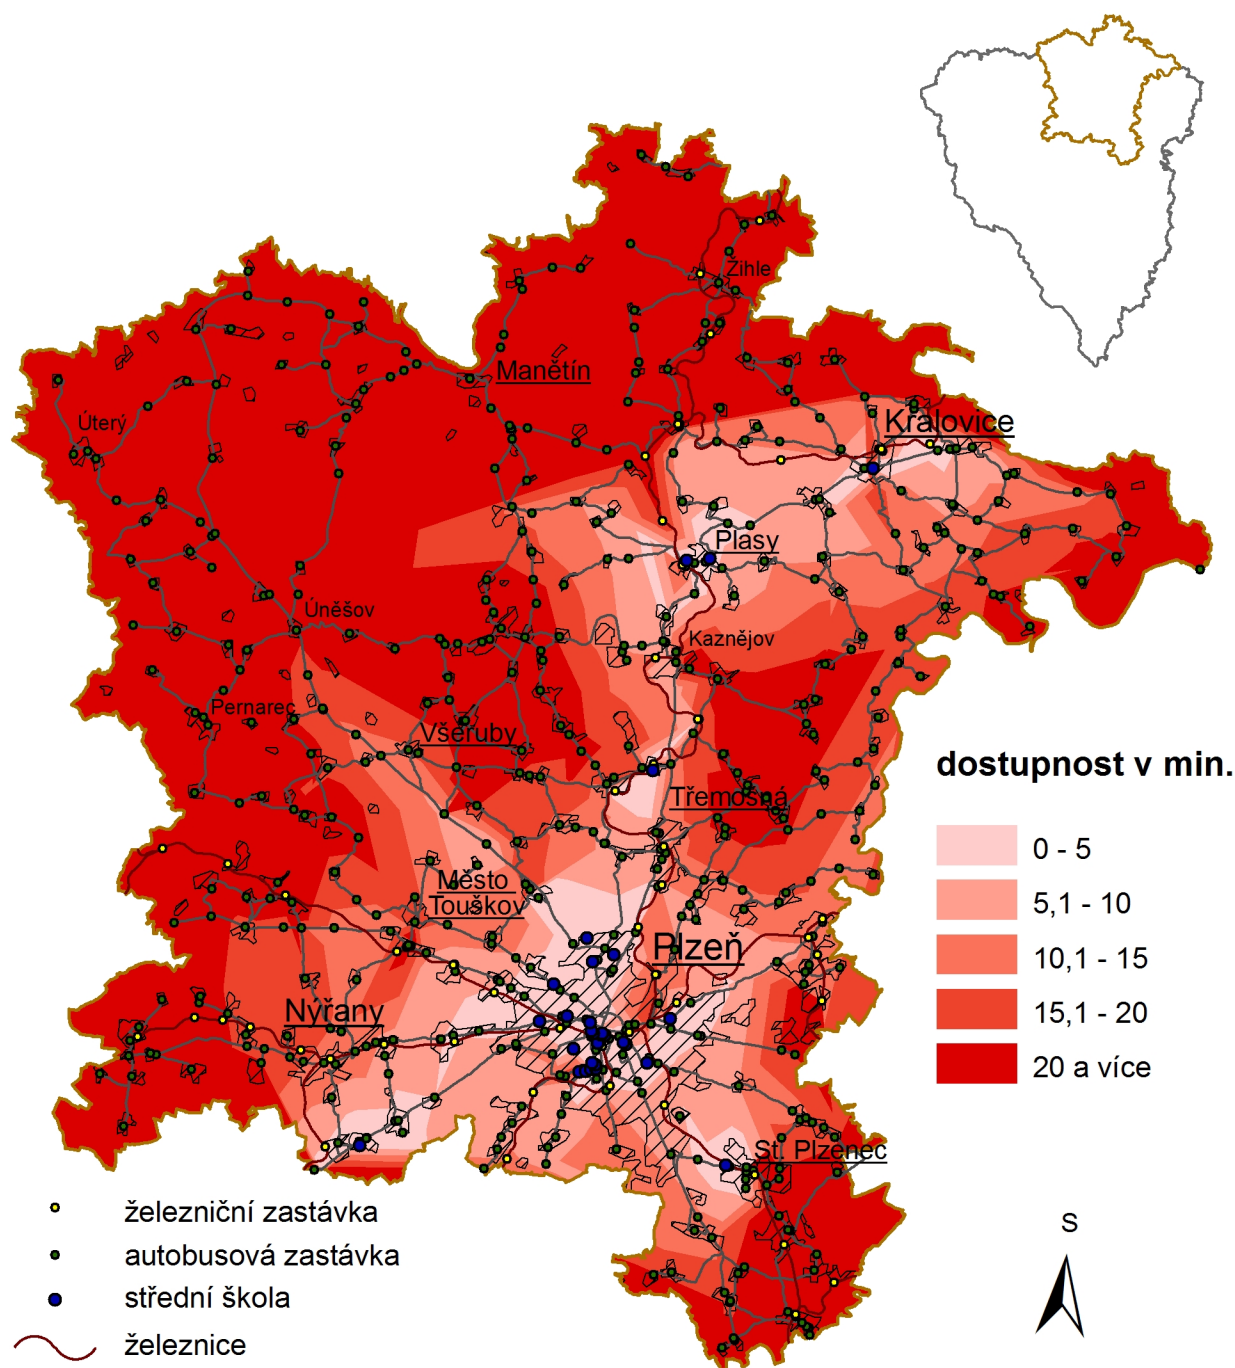 Žihle
Manětín
Úterý
Kralovice
Plasy
Úněšov
Kaznějov
Pernarec
Všeruby
Třemošná
Město
Touškov
Plzeň
Nýřany
St. Plzenec
dostupnost v min.
0 - 5
5,1 - 10
10,1 - 15
15,1 - 20
20 a více
železniční zastávka
autobusová zastávka
střední škola
železnice
S